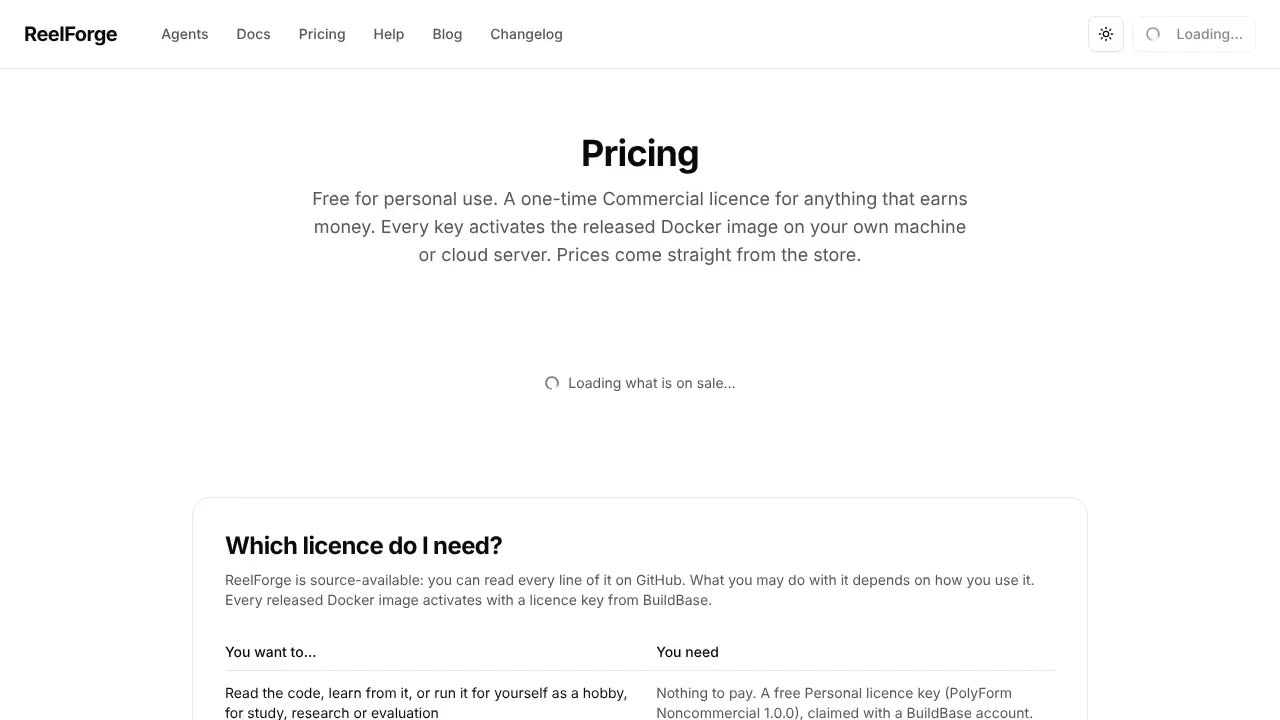 ReelForge
Agents
Docs
Pricing
Help
Blog
Changelog
Loading...
Pricing
Free for personal use. A one-time Commercial licence for anything that earns
money. Every key activates the released Docker image on your own machine
or cloud server. Prices come straight from the store.
Loading what is on sale...
Which licence do I need?
ReelForge is source-available: you can read every line of it on GitHub. What you may do with it depends on how you use it.
Every released Docker image activates with a licence key from BuildBase.
You want to...
You need
Read the code, learn from it, or run it for yourself as a hobby,
for study, research or evaluation
Nothing to pay. A free Personal licence key (PolyForm
Noncommercial 1.0.0), claimed with a BuildBase account.